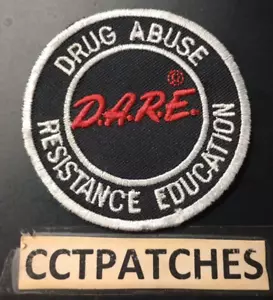 DRUG ABUSE
®
D.A.R.E.
RESISTANCE EDUCATION
CCTPATCHES